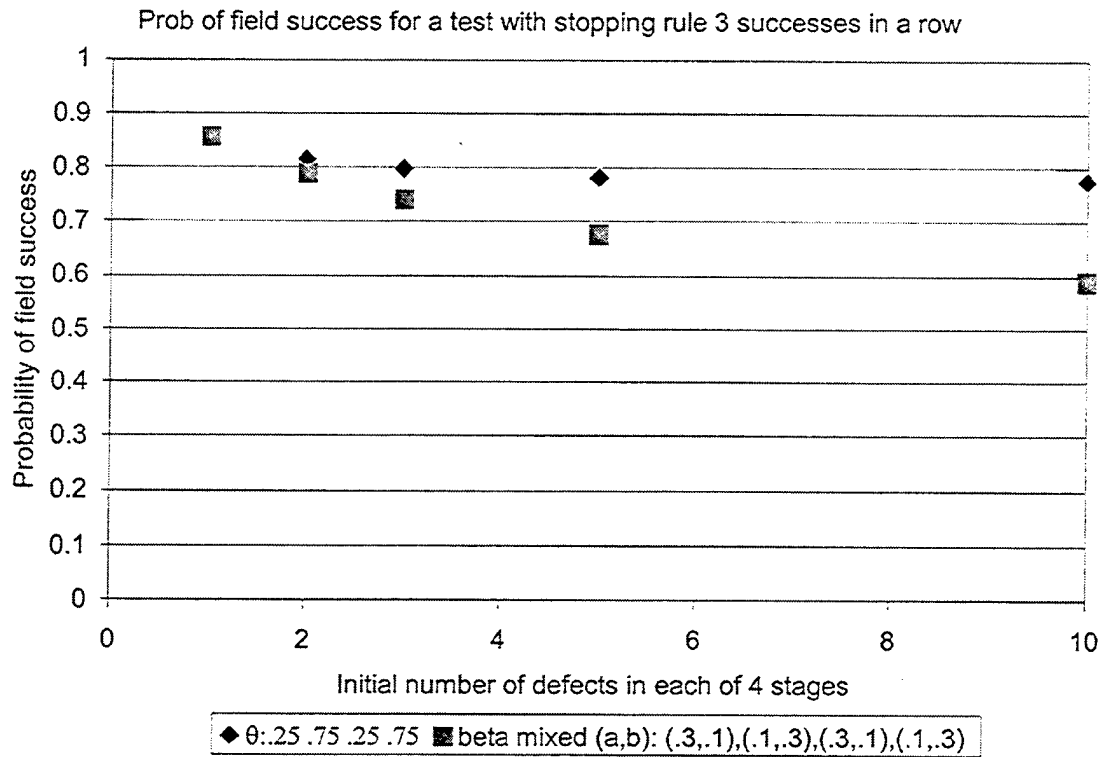 Prob of field success for a test with stopping rule 3 successes in a row
1
0.9
0.8
0.7
0.6
0.5
0.4
0.3
0.2
0.1
0
Probability of field success
0 2 4 6 8 10
Initial number of defects in each of 4 stages
θ:.25 .75 .25 .75 beta mixed (a,b): (.3,.1),(.1,.3),(.3,.1),(.1,.3)